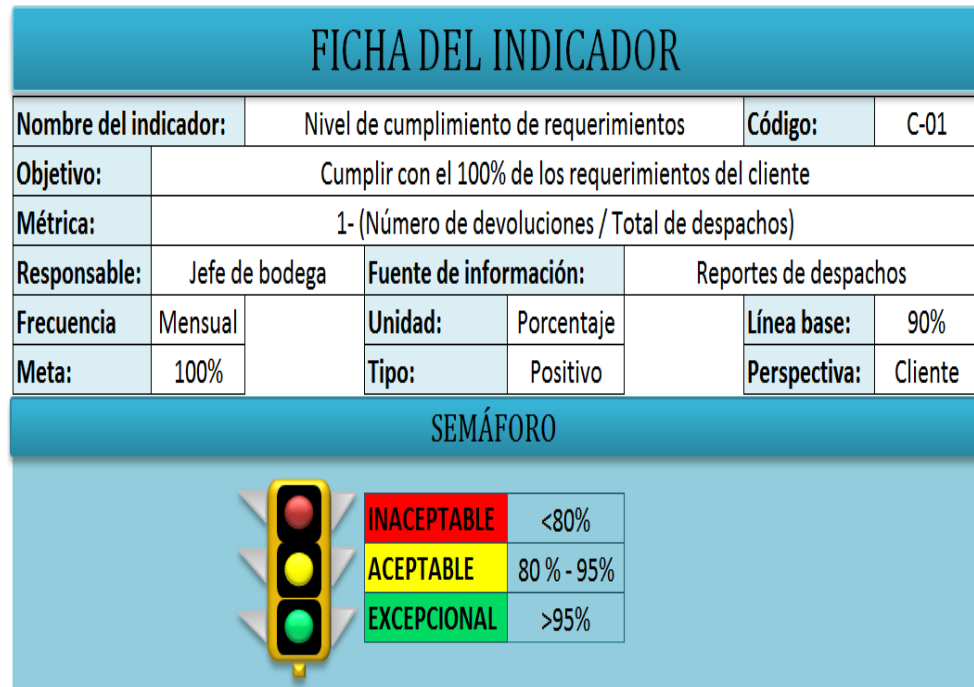 FICHA DEL INDICADOR
Nombre del indicador: Nivel de cumplimiento de requerimientos Código: C-01
Objetivo: Cumplir con el 100% de los requerimientos del cliente
Métrica: 1- (Número de devoluciones / Total de despachos)
Responsable: Jefe de bodega Fuente de información: Reportes de despachos
Frecuencia Mensual Unidad: Porcentaje Línea base: 90%
Meta: 100% Tipo: Positivo Perspectiva: Cliente
SEMÁFORO
INACEPTABLE <80%
ACEPTABLE 80 % - 95%
EXCEPCIONAL >95%